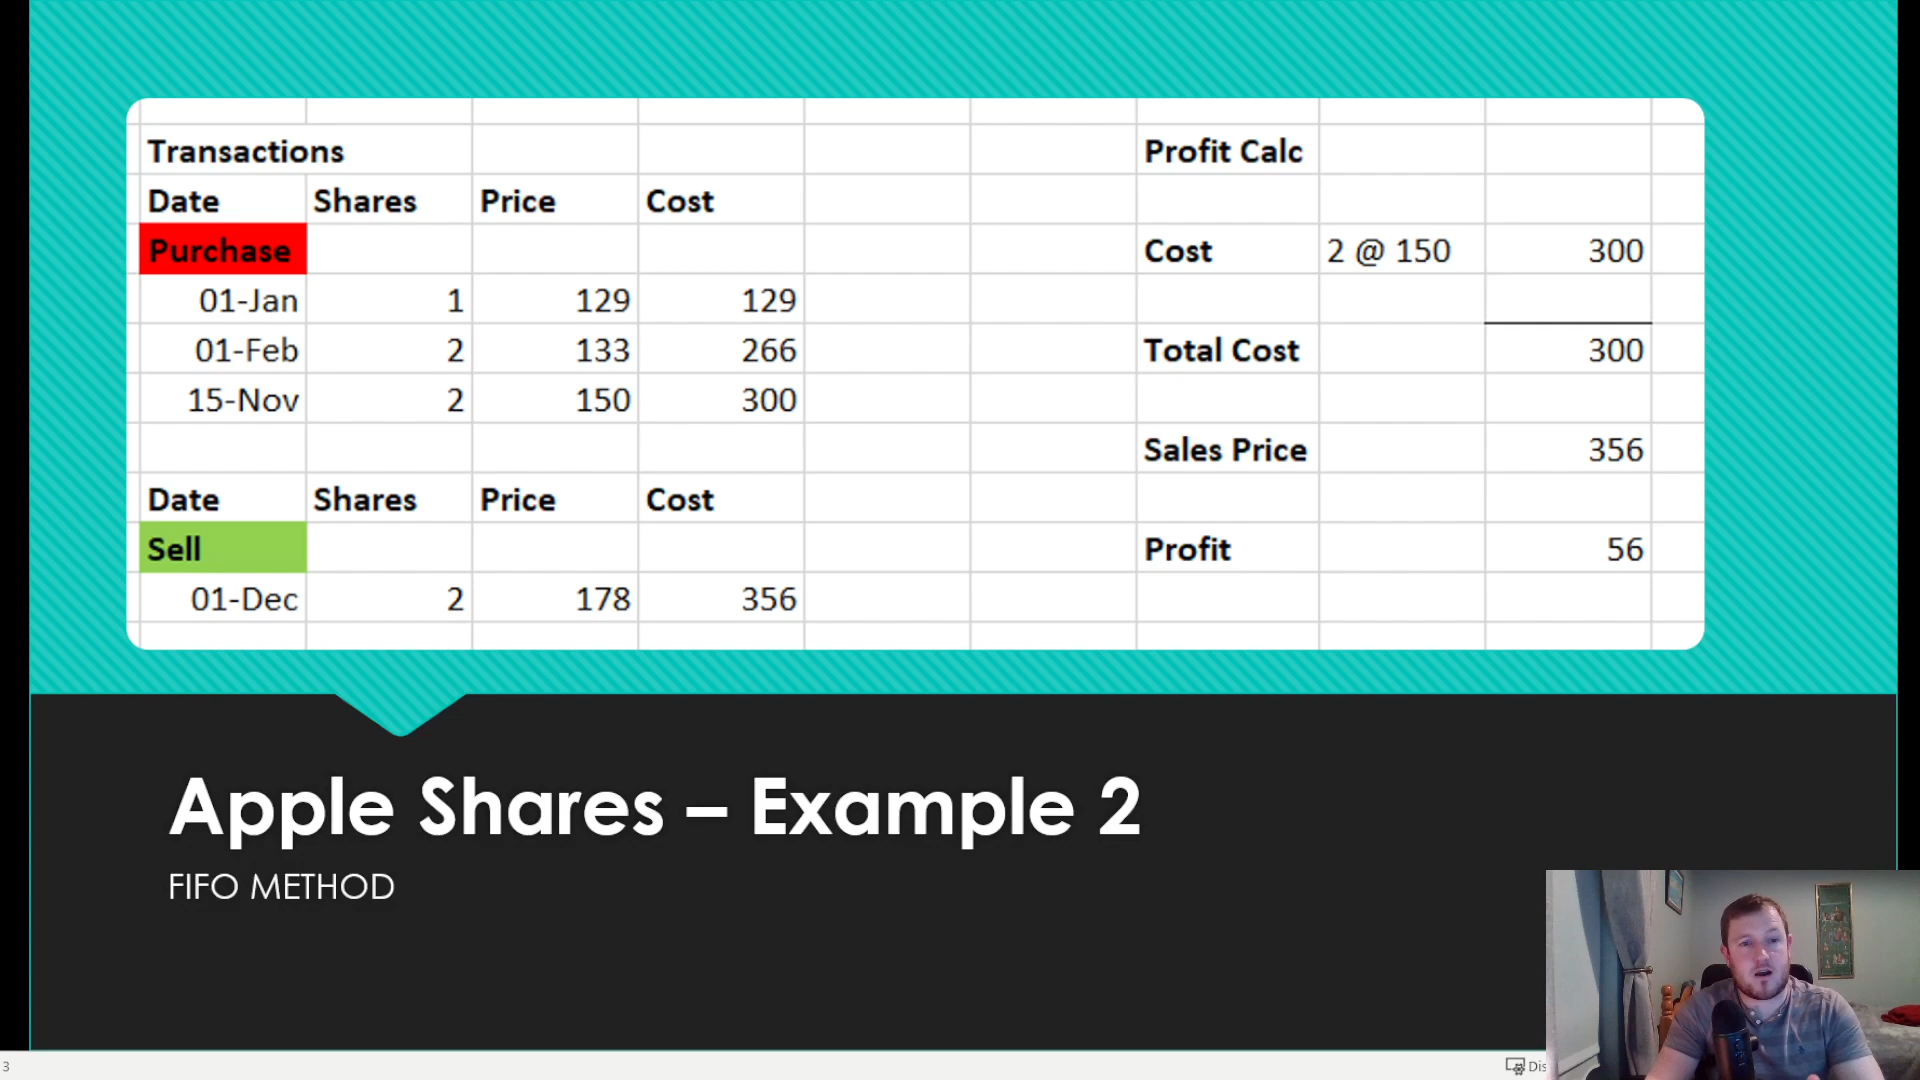 Transactions Profit Calc
Date Shares Price Cost
Purchase Cost 2 @ 150 300
01-Jan 1 129 129
01-Feb 2 133 266 Total Cost 300
15-Nov 2 150 300
Sales Price 356
Date Shares Price Cost
Sell Profit 56
01-Dec 2 178 356
Apple Shares – Example 2
FIFO METHOD
3
Dis